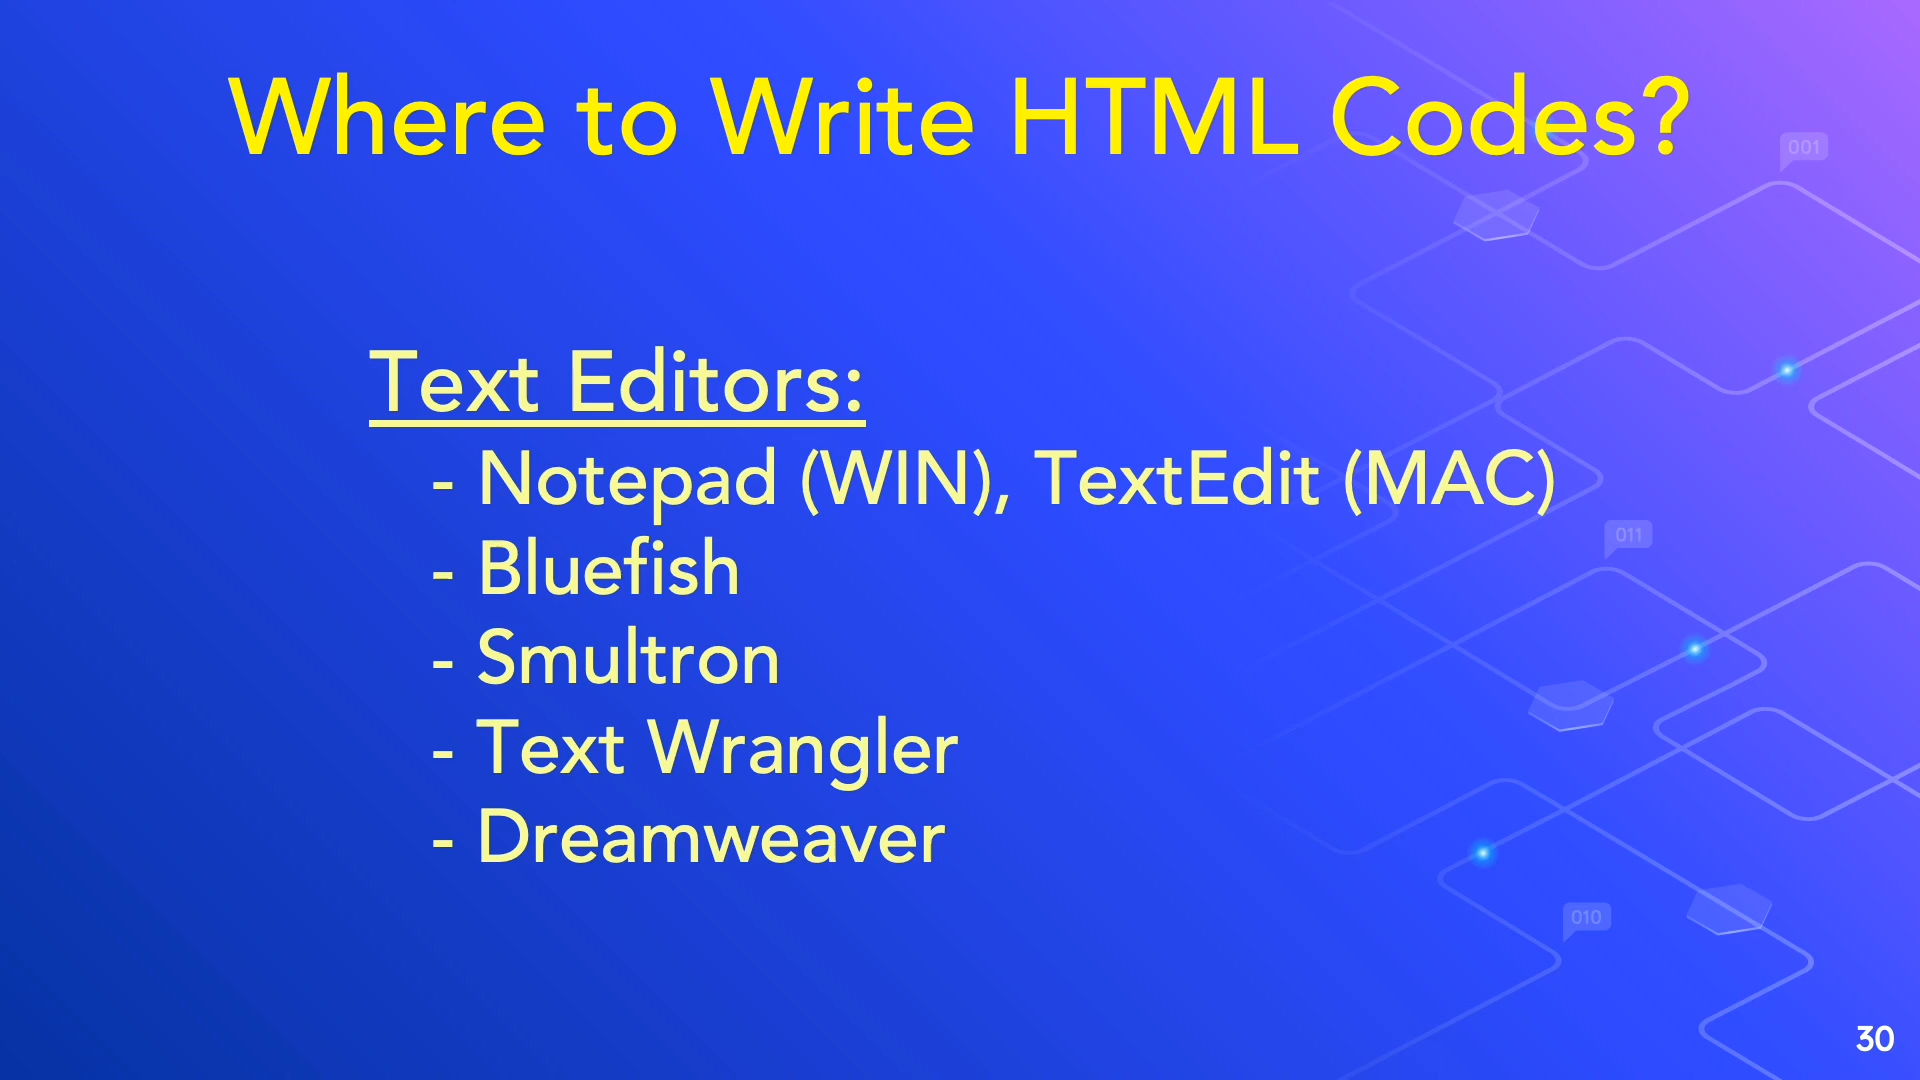 Where to Write HTML Codes?
001
Text Editors:
- Notepad (WIN), TextEdit (MAC)
011
- Bluefish
- Smultron
- Text Wrangler
- Dreamweaver
010
30